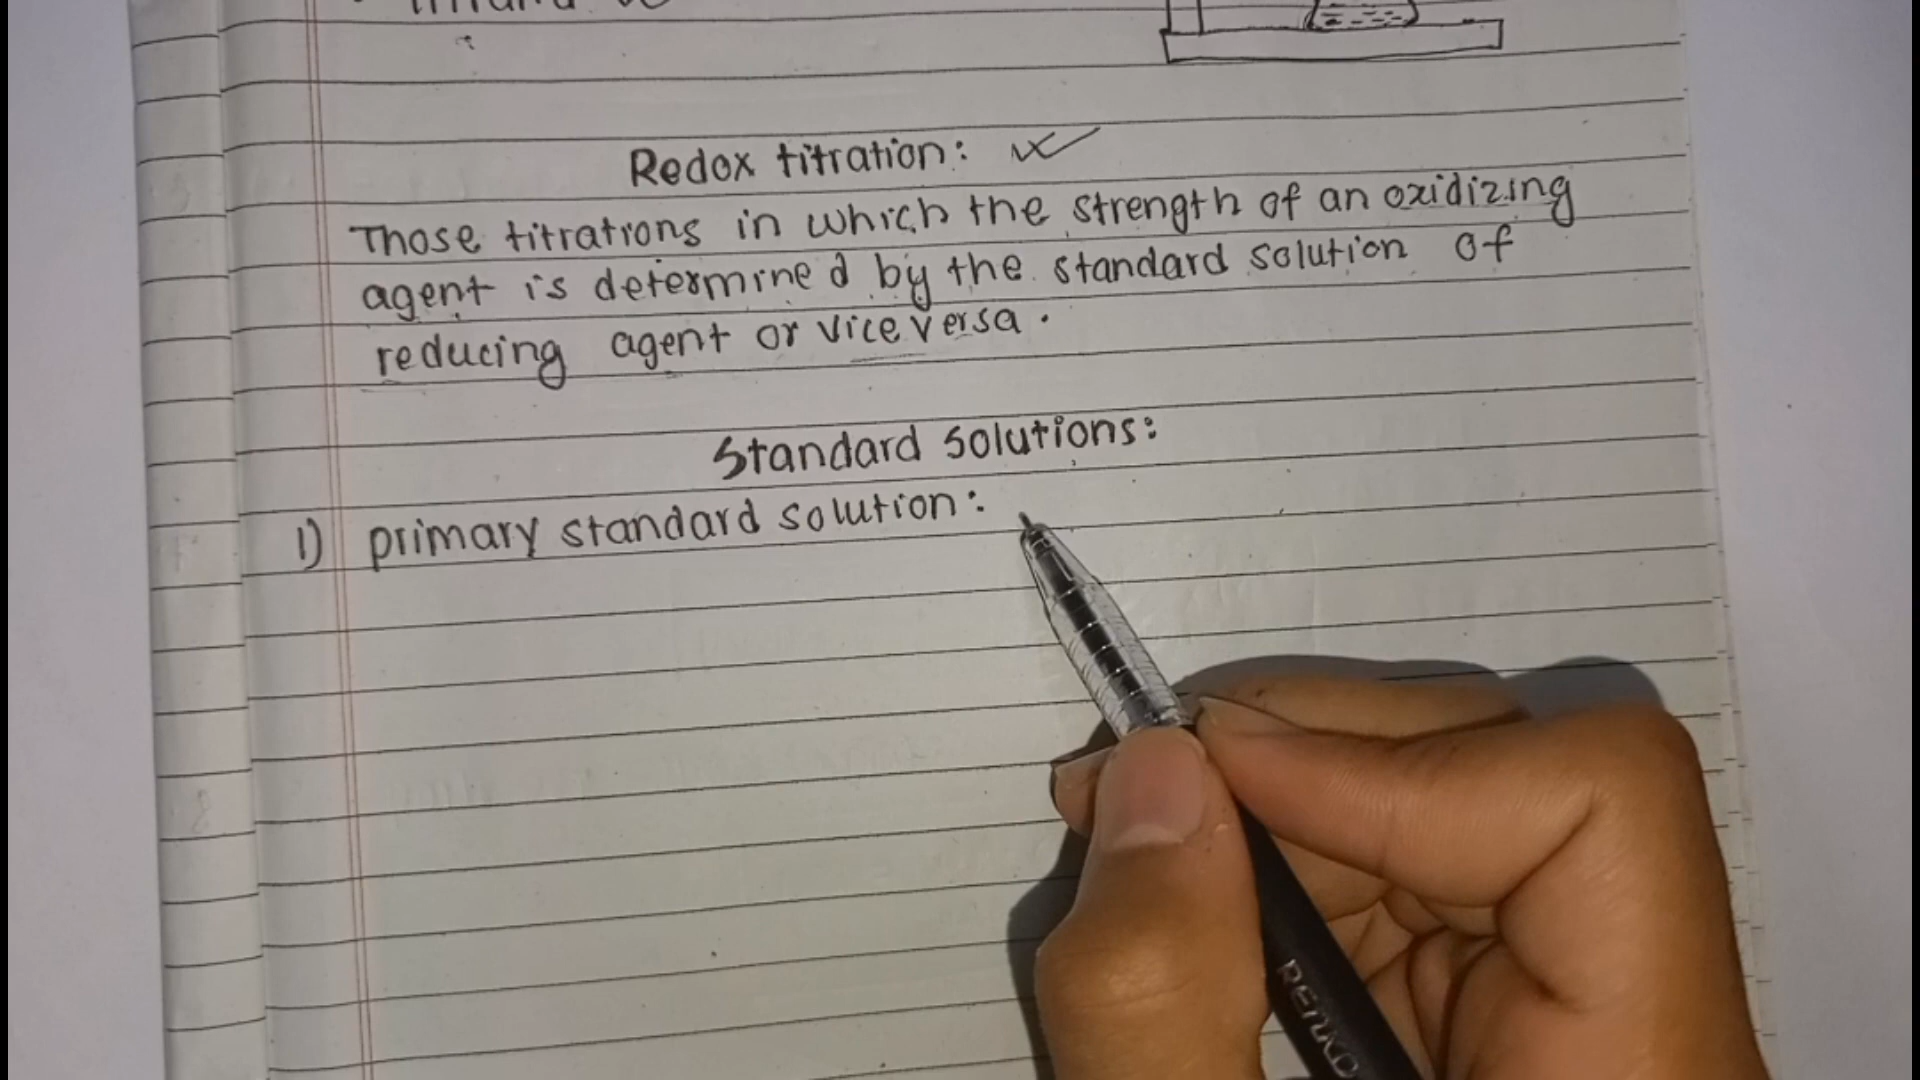 Redox titration:
Those titrations in which the strength of an oxidizing
agent is determined by the standard solution of
reducing agent or vice versa.
Standard solutions:
1) primary standard solution: